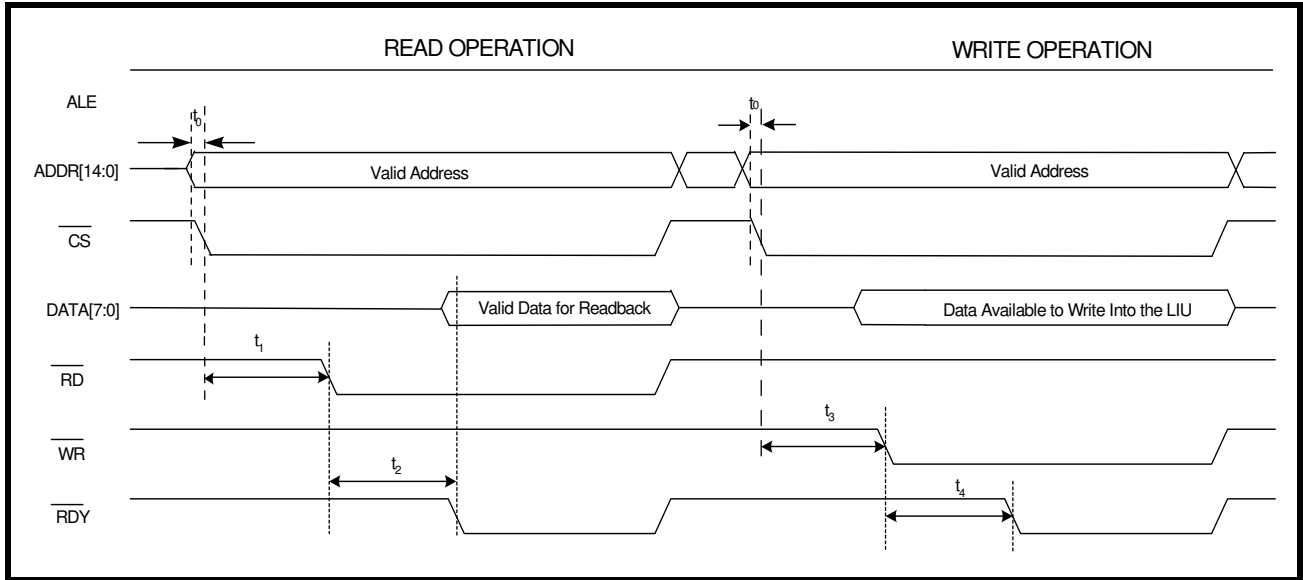 READ OPERATION WRITE OPERATION
ALE
t0 t0
ADDR[14:0] Valid Address Valid Address
CS
DATA[7:0] Valid Data for Readback Data Available to Write Into the LIU
t1
RD
t3
WR
t2
t4
RDY